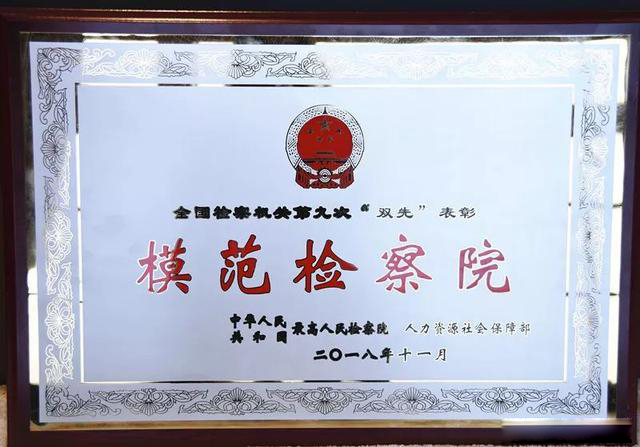 全国检察机关第九次“双先”表彰
模范检察院
中华人民共和国最高人民检察院 人力资源社会保障部
二〇一八年十一月